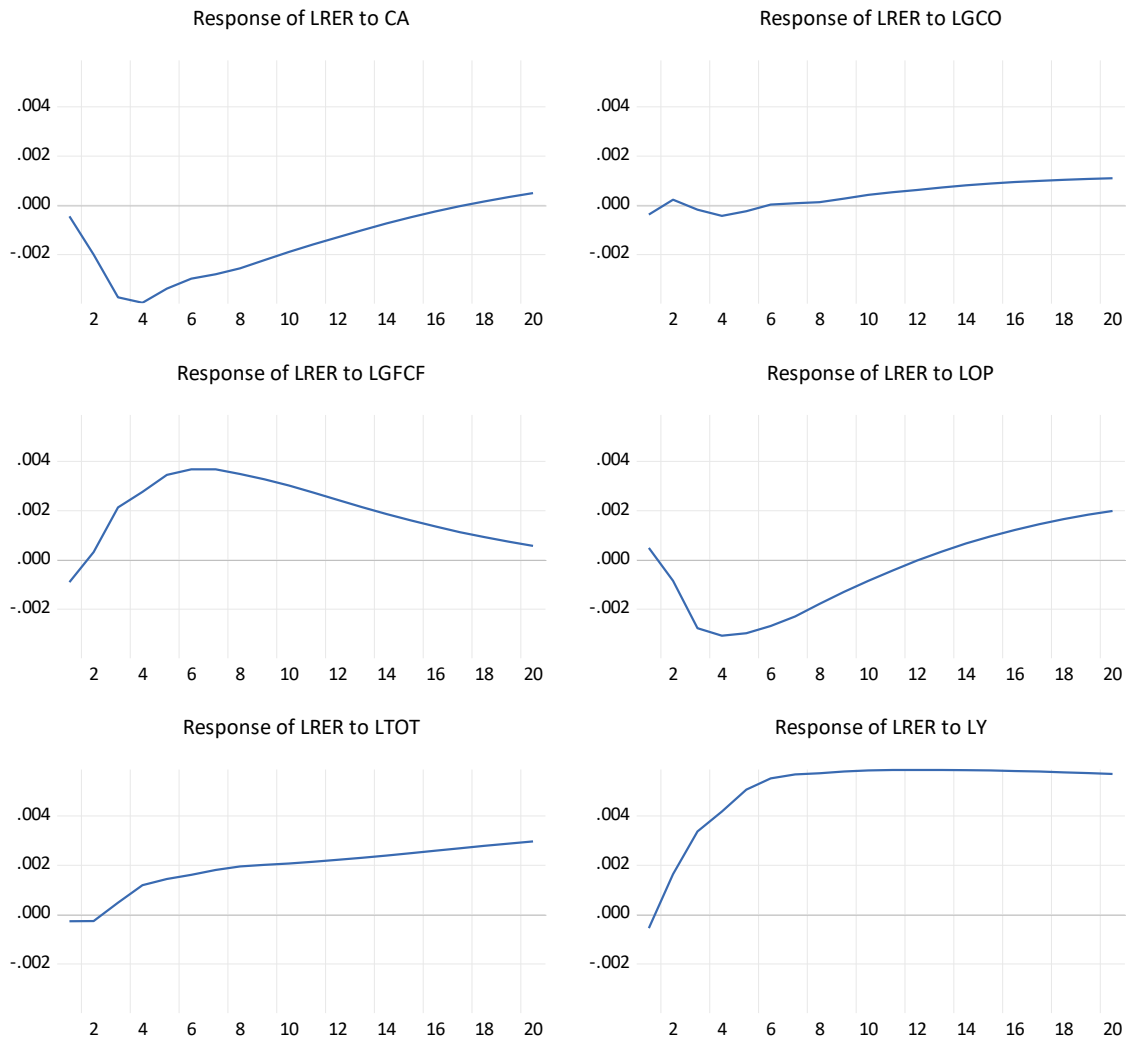 Response of LRER to CA
.004
.002
.000
-.002
2 4 6 8 10 12 14 16 18 20
Response of LRER to LGCO
.004
.002
.000
-.002
2 4 6 8 10 12 14 16 18 20
Response of LRER to LGFCF
.004
.002
.000
-.002
2 4 6 8 10 12 14 16 18 20
Response of LRER to LOP
.004
.002
.000
-.002
2 4 6 8 10 12 14 16 18 20
Response of LRER to LTOT
.004
.002
.000
-.002
2 4 6 8 10 12 14 16 18 20
Response of LRER to LY
.004
.002
.000
-.002
2 4 6 8 10 12 14 16 18 20